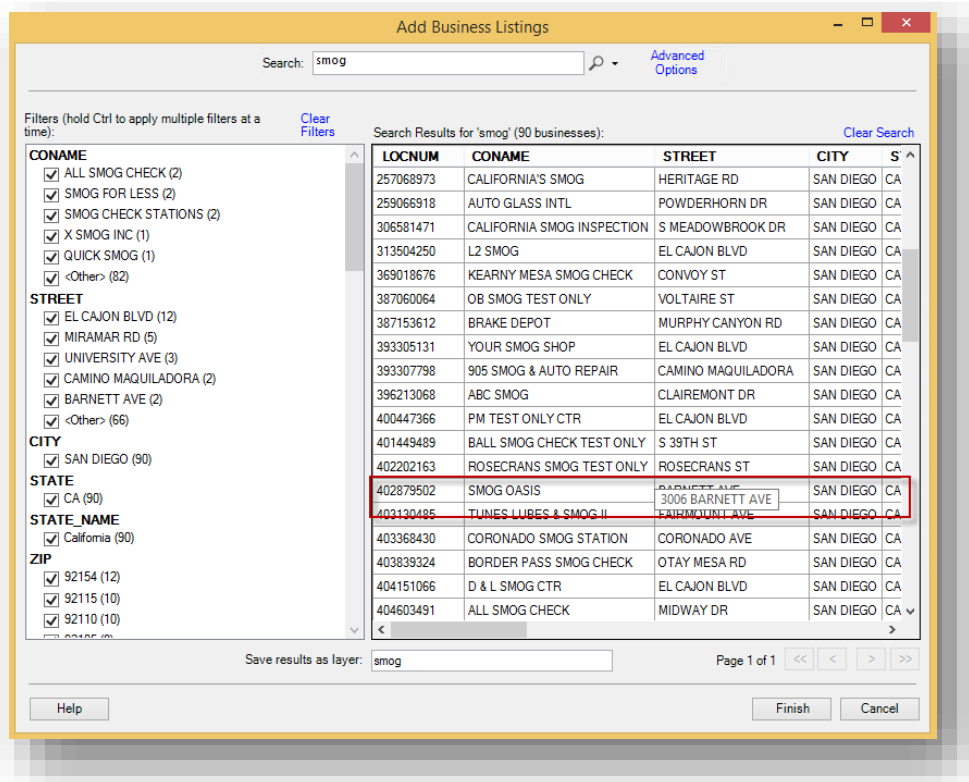 Add Business Listings
Search: smog Advanced Options
Filters (hold Ctrl to apply multiple filters at a time): Clear Filters
CONAME
ALL SMOG CHECK (2)
SMOG FOR LESS (2)
SMOG CHECK STATIONS (2)
X SMOG INC (1)
QUICK SMOG (1)
<Other> (82)
STREET
EL CAJON BLVD (12)
MIRAMAR RD (5)
UNIVERSITY AVE (3)
CAMINO MAQUILADORA (2)
BARNETT AVE (2)
<Other> (66)
CITY
SAN DIEGO (90)
STATE
CA (90)
STATE_NAME
California (90)
ZIP
92154 (12)
92115 (10)
92110 (10)
Search Results for 'smog' (90 businesses): Clear Search
LOCNUM CONAME STREET CITY
257068973 CALIFORNIA'S SMOG HERITAGE RD SAN DIEGO CA
259066918 AUTO GLASS INTL POWDERHORN DR SAN DIEGO CA
306581471 CALIFORNIA SMOG INSPECTION S MEADOWBROOK DR SAN DIEGO CA
313504250 L2 SMOG EL CAJON BLVD SAN DIEGO CA
369018676 KEARNY MESA SMOG CHECK CONVOY ST SAN DIEGO CA
387060064 OB SMOG TEST ONLY VOLTAIRE ST SAN DIEGO CA
387153612 BRAKE DEPOT MURPHY CANYON RD SAN DIEGO CA
393305131 YOUR SMOG SHOP EL CAJON BLVD SAN DIEGO CA
393307798 905 SMOG & AUTO REPAIR CAMINO MAQUILADORA SAN DIEGO CA
396213068 ABC SMOG CLAIREMONT DR SAN DIEGO CA
400447366 PM TEST ONLY CTR EL CAJON BLVD SAN DIEGO CA
401449489 BALL SMOG CHECK TEST ONLY S 39TH ST SAN DIEGO CA
402202163 ROSECRANS SMOG TEST ONLY ROSECRANS ST SAN DIEGO CA
402879502 SMOG OASIS BARNETT AVE SAN DIEGO CA
3006 BARNETT AVE
403130485 TUNES LUBES & SMOG II FAIRMOUNT AVE SAN DIEGO CA
403368430 CORONADO SMOG STATION CORONADO AVE SAN DIEGO CA
403839324 BORDER PASS SMOG CHECK OTAY MESA RD SAN DIEGO CA
404151066 D & L SMOG CTR EL CAJON BLVD SAN DIEGO CA
404603491 ALL SMOG CHECK MIDWAY DR SAN DIEGO CA
Save results as layer: smog Page 1 of 1 << < > >>
Help Finish Cancel